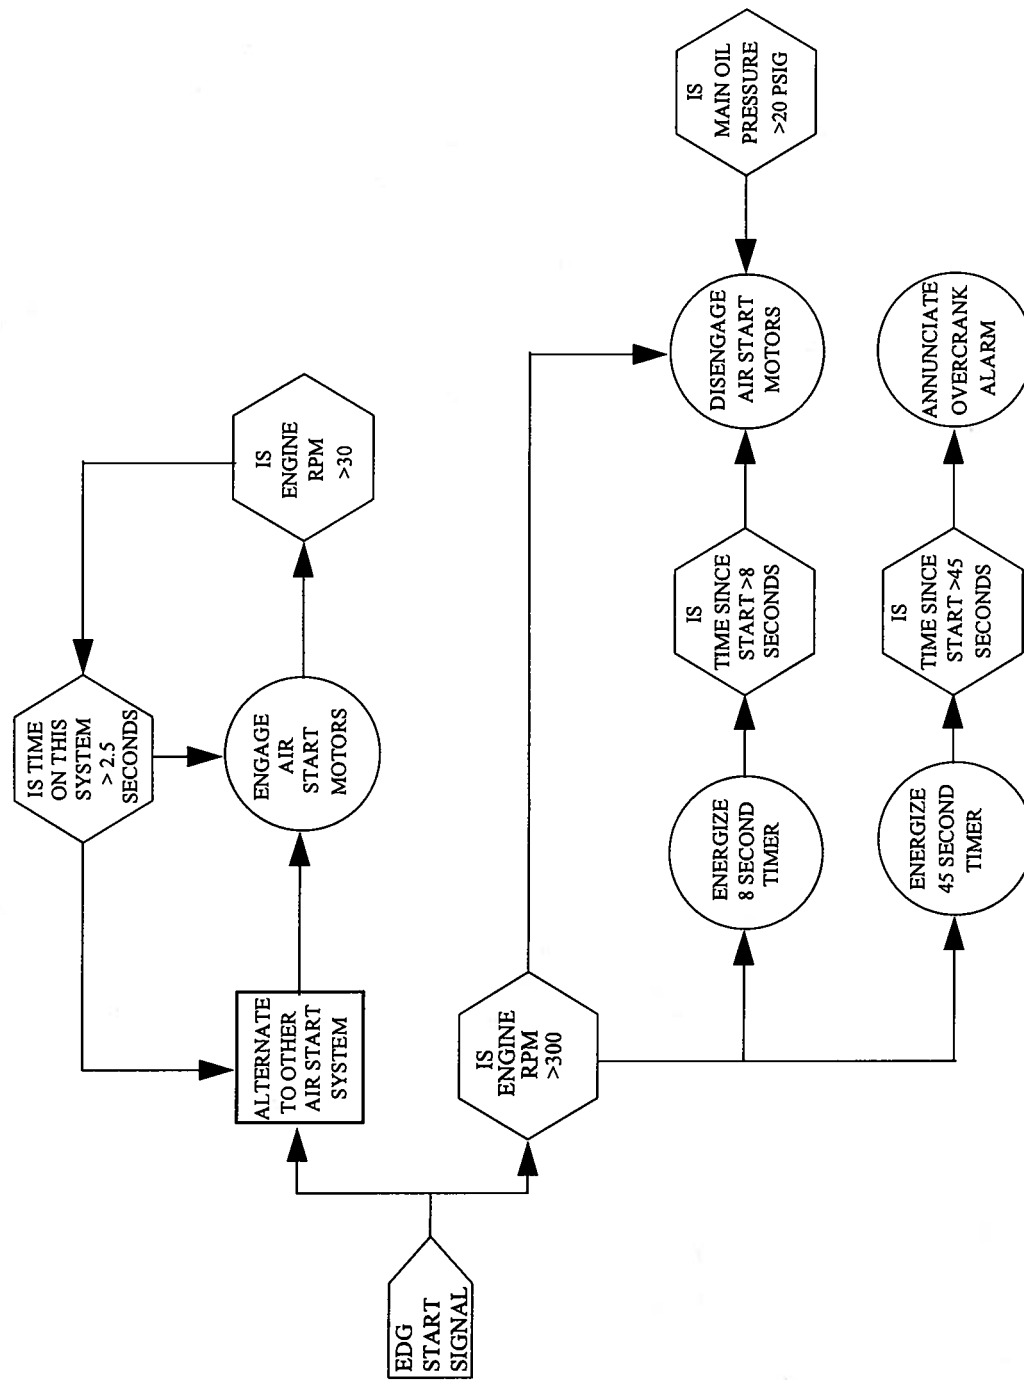 EDG
START
SIGNAL
ALTERNATE
TO OTHER
AIR START
SYSTEM
IS TIME
ON THIS
SYSTEM
> 2.5
SECONDS
ENGAGE
AIR
START
MOTORS
IS
ENGINE
RPM
>30
IS
ENGINE
RPM
>300
ENERGIZE
8 SECOND
TIMER
IS
TIME SINCE
START >8
SECONDS
DISENGAGE
AIR START
MOTORS
IS
MAIN OIL
PRESSURE
>20 PSIG
ENERGIZE
45 SECOND
TIMER
IS
TIME SINCE
START >45
SECONDS
ANNUNCIATE
OVERCRANK
ALARM